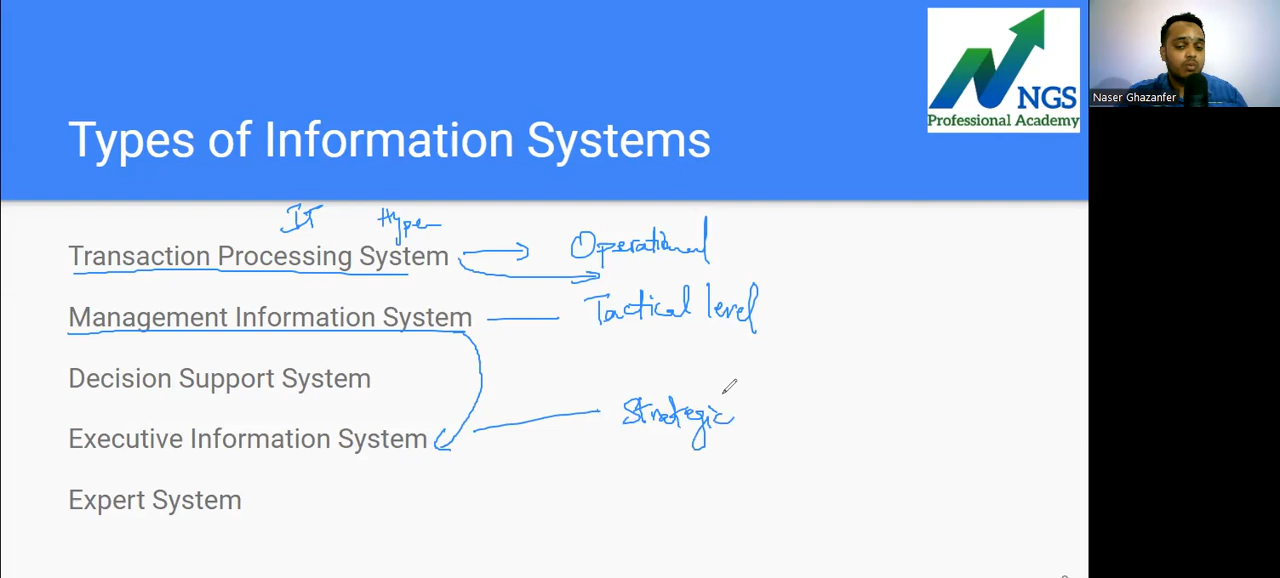 NGS
Professional Academy
Naser Ghazanfer
Types of Information Systems
IT Hyper
Transaction Processing System Operational
Management Information System Tactical level
Decision Support System
Strategic
Executive Information System
Expert System